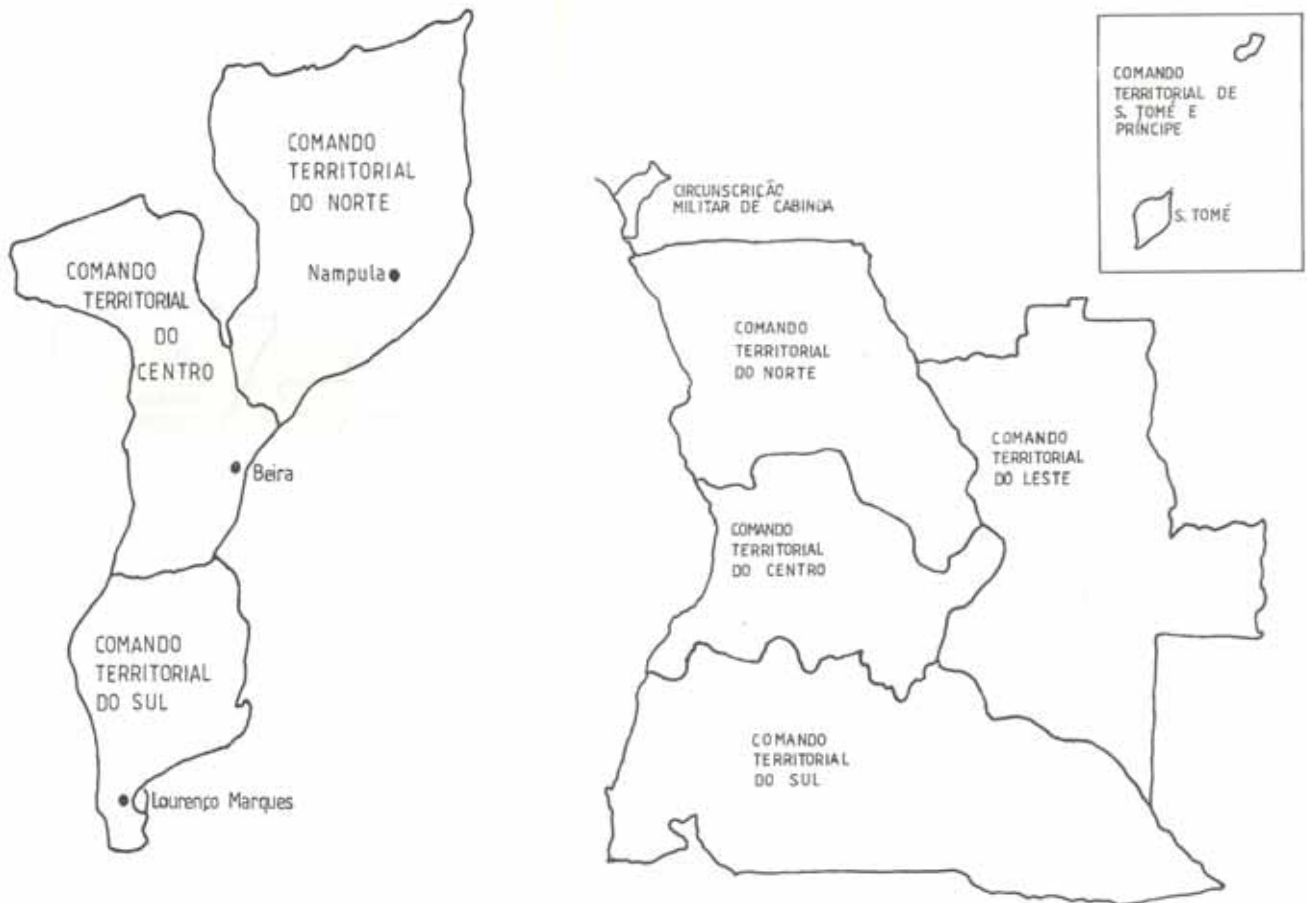 COMANDO
TERRITORIAL
DO NORTE
Nampula
COMANDO
TERRITORIAL
DO
CENTRO
Beira
COMANDO
TERRITORIAL
DO SUL
Lourenço Marques
CIRCUNSCRIÇÃO
MILITAR DE CABINDA
COMANDO
TERRITORIAL
DO NORTE
COMANDO
TERRITORIAL
DO LESTE
COMANDO
TERRITORIAL
DO CENTRO
COMANDO
TERRITORIAL
DO SUL
COMANDO
TERRITORIAL DE
S. TOMÉ E
PRÍNCIPE
S. TOMÉ